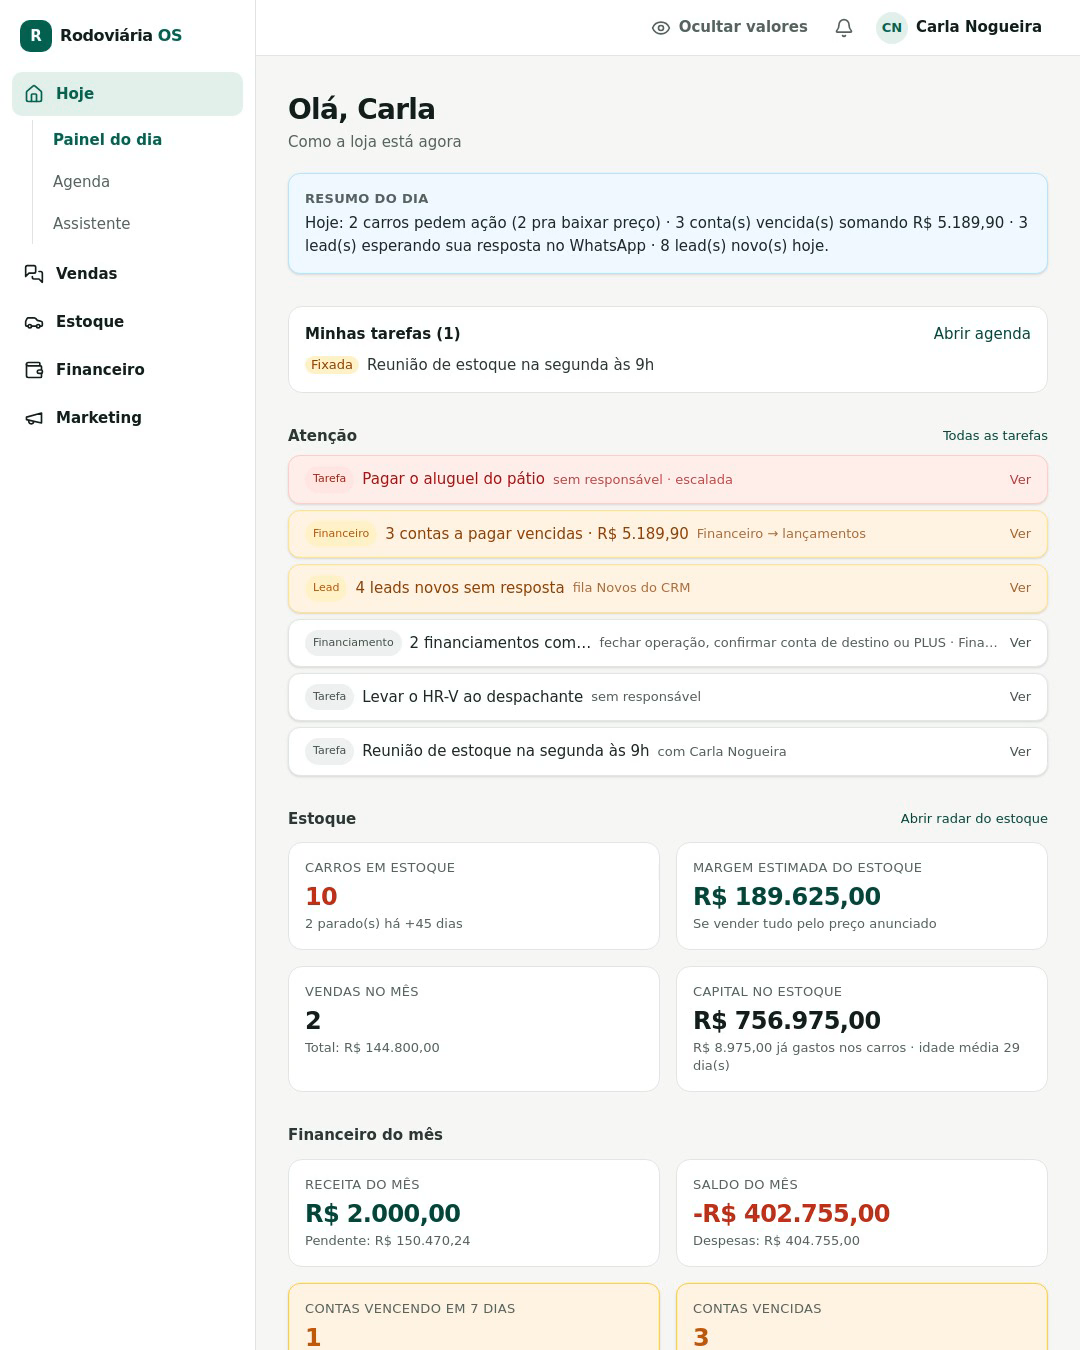 R Rodoviária OS
Ocultar valores
CN Carla Nogueira
Hoje
Painel do dia
Agenda
Assistente
Vendas
Estoque
Financeiro
Marketing
Olá, Carla
Como a loja está agora
RESUMO DO DIA
Hoje: 2 carros pedem ação (2 pra baixar preço) · 3 conta(s) vencida(s) somando R$ 5.189,90 · 3
lead(s) esperando sua resposta no WhatsApp · 8 lead(s) novo(s) hoje.
Minhas tarefas (1)
Abrir agenda
Fixada Reunião de estoque na segunda às 9h
Atenção
Todas as tarefas
Tarefa Pagar o aluguel do pátio sem responsável · escalada Ver
Financeiro 3 contas a pagar vencidas · R$ 5.189,90 Financeiro → lançamentos Ver
Lead 4 leads novos sem resposta fila Novos do CRM Ver
Financiamento 2 financiamentos com… fechar operação, confirmar conta de destino ou PLUS · Fina… Ver
Tarefa Levar o HR-V ao despachante sem responsável Ver
Tarefa Reunião de estoque na segunda às 9h com Carla Nogueira Ver
Estoque
Abrir radar do estoque
CARROS EM ESTOQUE
10
2 parado(s) há +45 dias
MARGEM ESTIMADA DO ESTOQUE
R$ 189.625,00
Se vender tudo pelo preço anunciado
VENDAS NO MÊS
2
Total: R$ 144.800,00
CAPITAL NO ESTOQUE
R$ 756.975,00
R$ 8.975,00 já gastos nos carros · idade média 29
dia(s)
Financeiro do mês
RECEITA DO MÊS
R$ 2.000,00
Pendente: R$ 150.470,24
SALDO DO MÊS
-R$ 402.755,00
Despesas: R$ 404.755,00
CONTAS VENCENDO EM 7 DIAS
1
CONTAS VENCIDAS
3